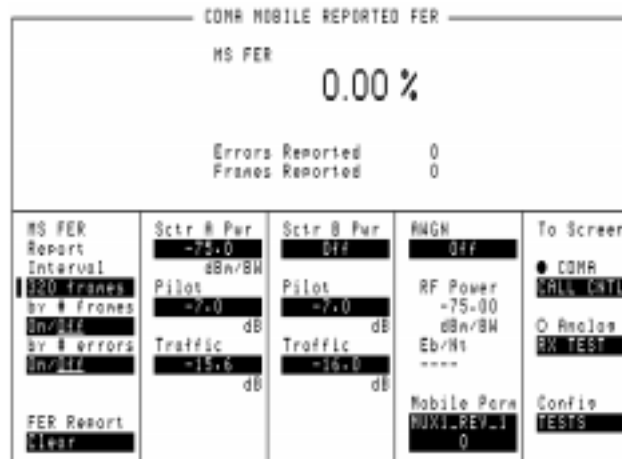 CDMA MOBILE REPORTED FER
MS FER
0.00 %
Errors Reported 0
Frames Reported 0
MS FER
Report
Interval
320 frames
by # frames
On/Off
by # errors
On/Off
FER Report
Clear
Sctr A Pwr
-75.0
dBm/BW
Pilot
-7.0
dB
Traffic
-15.6
dB
Sctr B Pwr
Off
Pilot
-7.0
dB
Traffic
-16.0
dB
AWGN
Off
RF Power
-75.00
dBm/BW
Eb/Nt
----
Mobile Parm
MUX1_REV_1
0
To Screen
CDMA
CALL CNTL
Analog
RX TEST
Config
TESTS